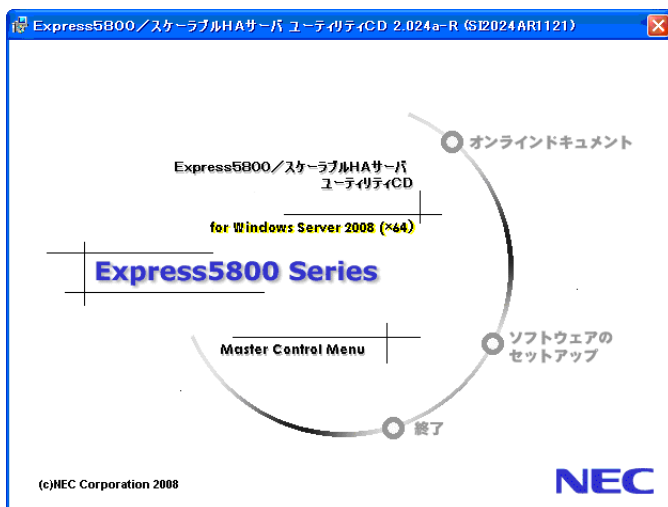 Express5800／スケーラブルHAサーバ ユーティリティCD 2.024a-R (SI2024AR1121)
オンラインドキュメント
Express5800／スケーラブルHAサーバ
ユーティリティCD
for Windows Server 2008 (×64)
Express5800 Series
ソフトウェアの
セットアップ
Master Control Menu
終了
(c)NEC Corporation 2008
NEC